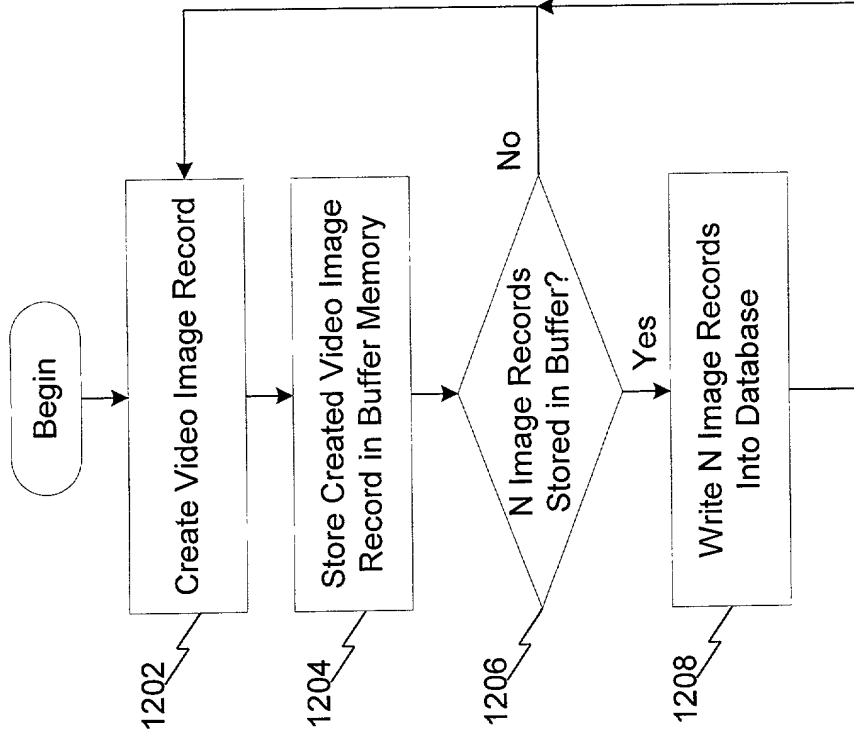 Begin
1202
Create Video Image Record
1204
Store Created Video Image
Record in Buffer Memory
1206
N Image Records
Stored in Buffer?
No
Yes
1208
Write N Image Records
Into Database